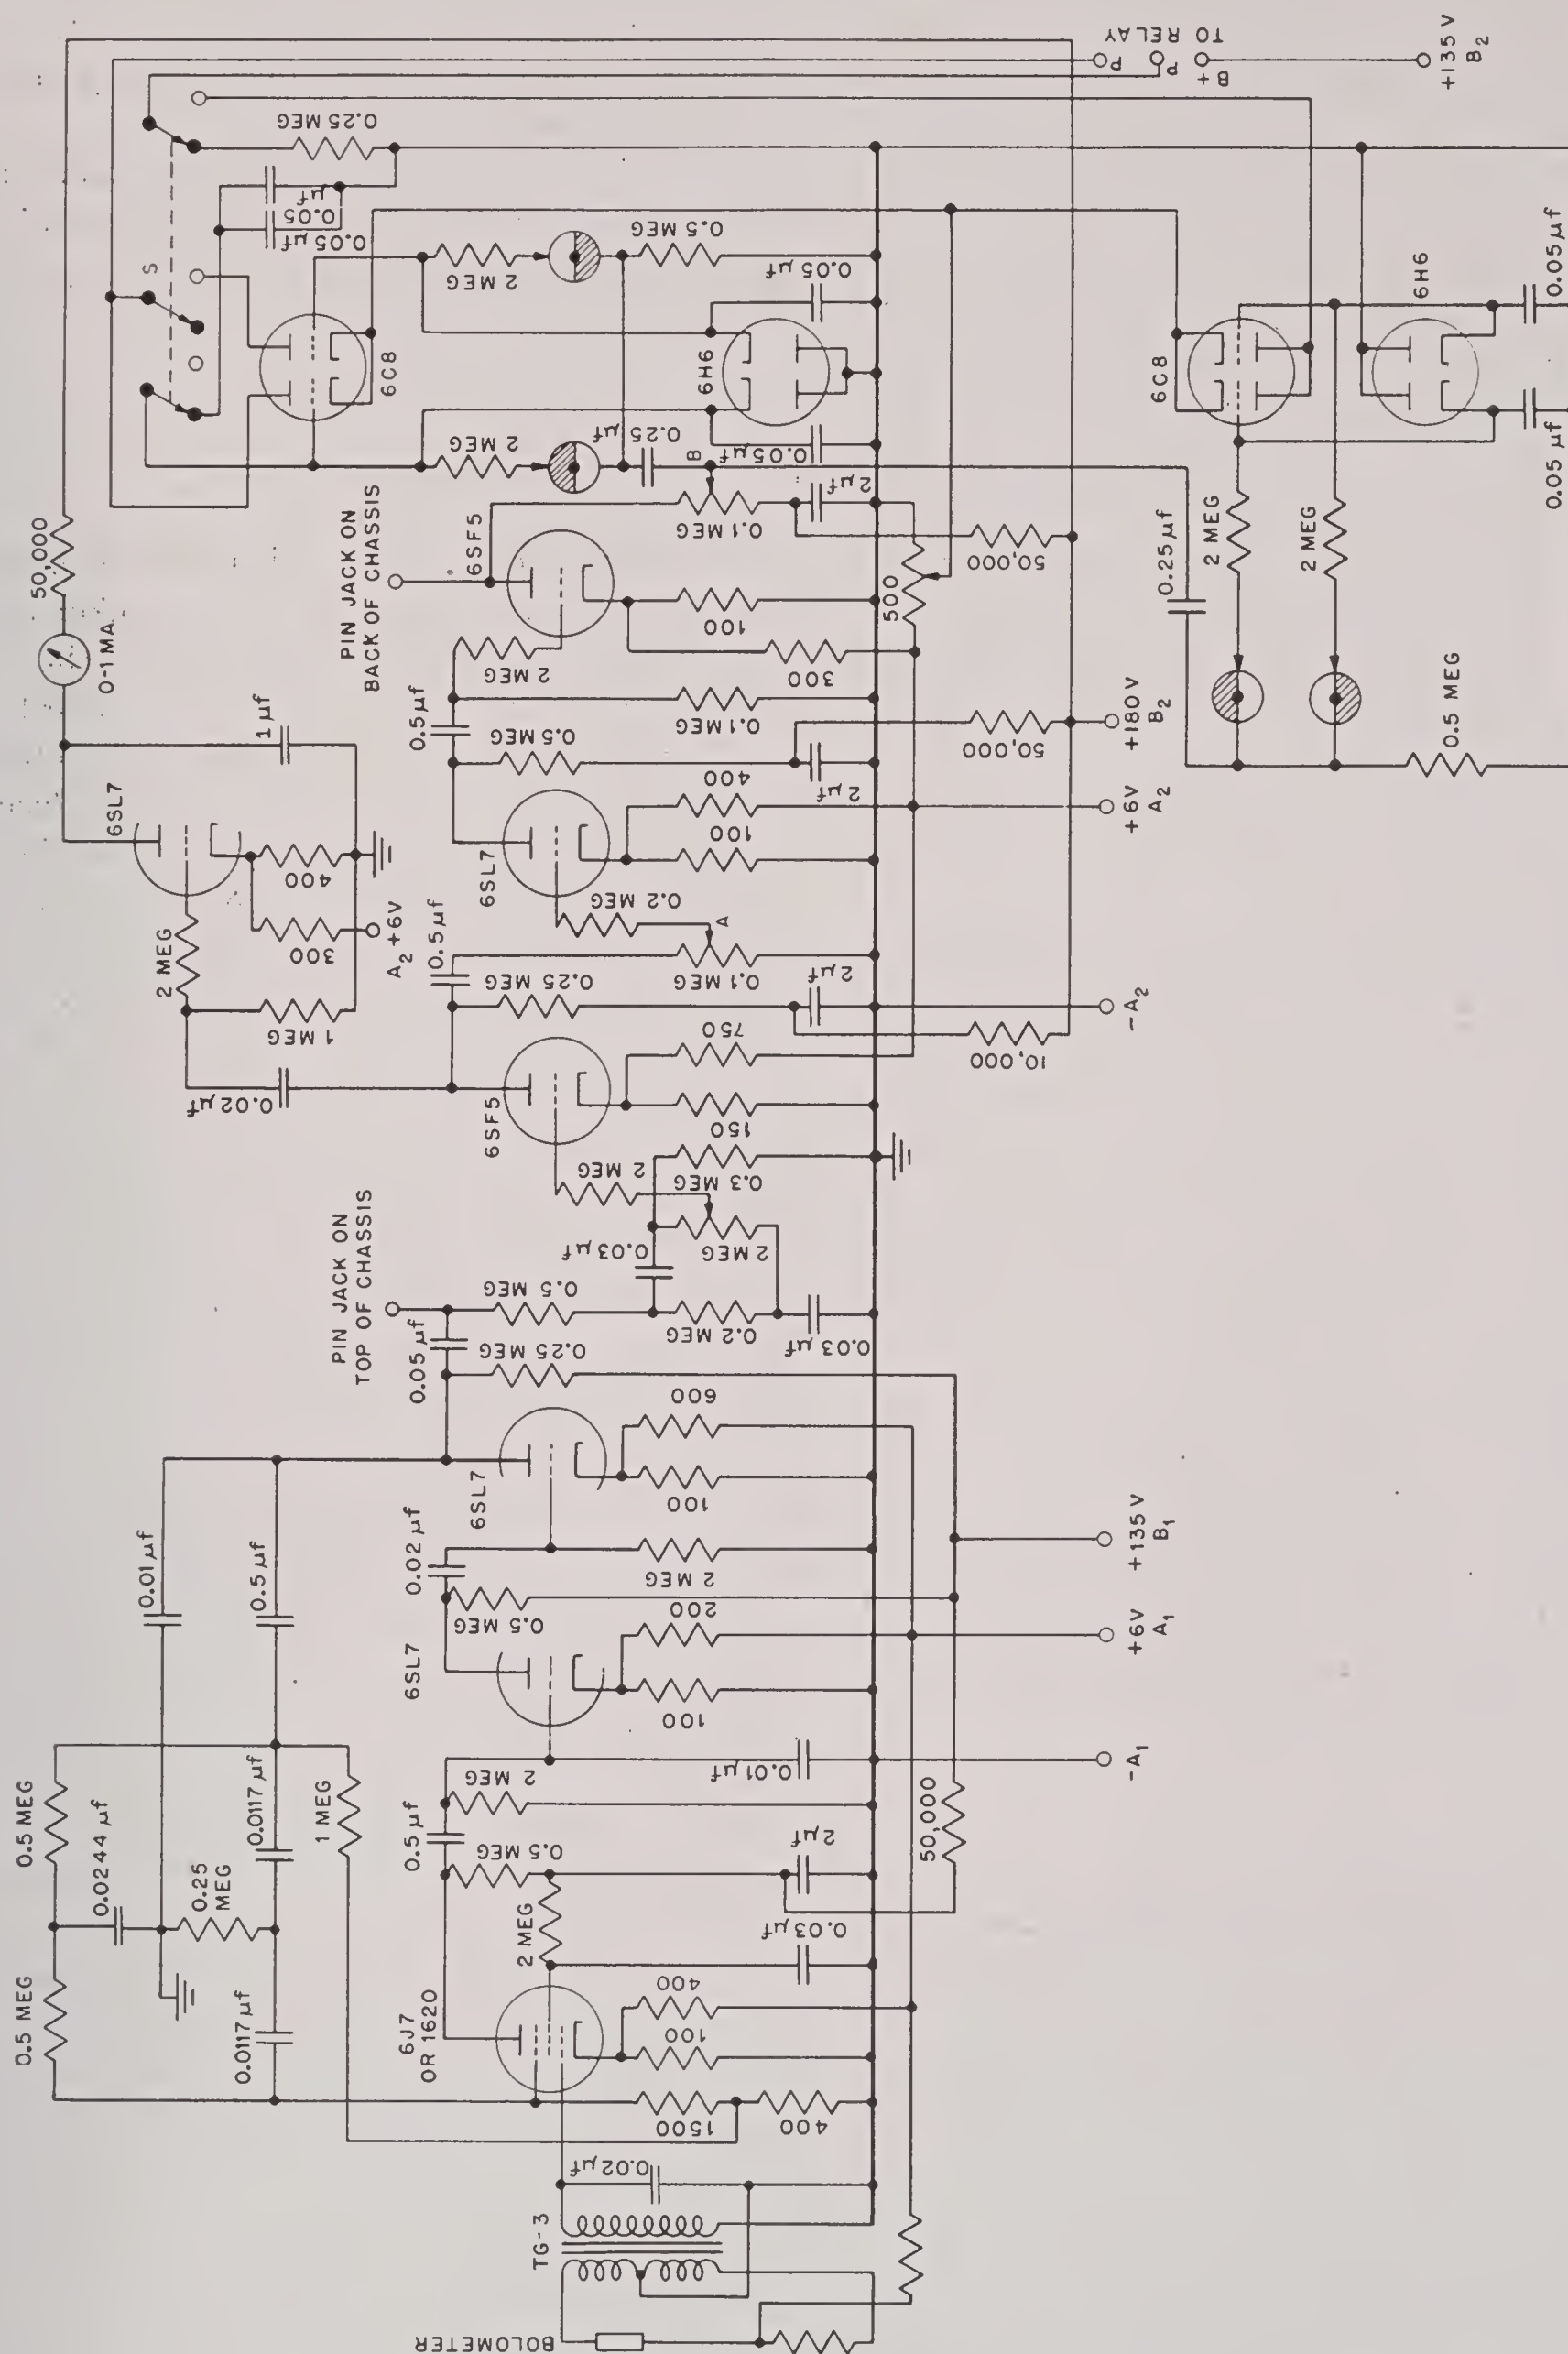 BOLOMETER
TG-3
0.02 µf
1500
400
6J7
OR 1620
100
400
0.03 µf
2 MEG
0.5 MEG
0.5 µf
2 µf
50,000
2 MEG
0.01 µf
0.5 MEG
0.5 MEG
0.0244 µf
0.25
MEG
0.0117 µf
0.0117 µf
1 MEG
0.01 µf
0.5 µf
6SL7
100
200
0.5 MEG
0.02 µf
2 MEG
6SL7
100
600
0.25 MEG
0.05 µf
PIN JACK ON
TOP OF CHASSIS
0.5 MEG
0.2 MEG
0.03 µf
0.03 µf
2 MEG
0.3 MEG
2 MEG
6SF5
150
750
0.25 MEG
0.5 µf
0.1 MEG
A
2 µf
10,000
0.2 MEG
0.02 µf
1 MEG
2 MEG
300
400
A2 +6V
6SL7
1 µf
0-1 MA.
50,000
6SL7
100
400
0.5 MEG
0.5 µf
2 µf
50,000
0.1 MEG
2 MEG
PIN JACK ON
BACK OF CHASSIS
6SF5
100
300
500
0.1 MEG
B
2 µf
50,000
0.25 µf
2 MEG
0.05 µf
6H6
0.05 µf
2 MEG
0.5 MEG
6C8
S
0.05 µf
0.05
µf
0.25 MEG
-A1
+6V
A1
+135 V
B1
-A2
+6V
A2
+180 V
B2
0.25 µf
2 MEG
2 MEG
0.5 MEG
6C8
6H6
0.05 µf
0.05 µf
TO RELAY
P
P
B+
+135 V
B2